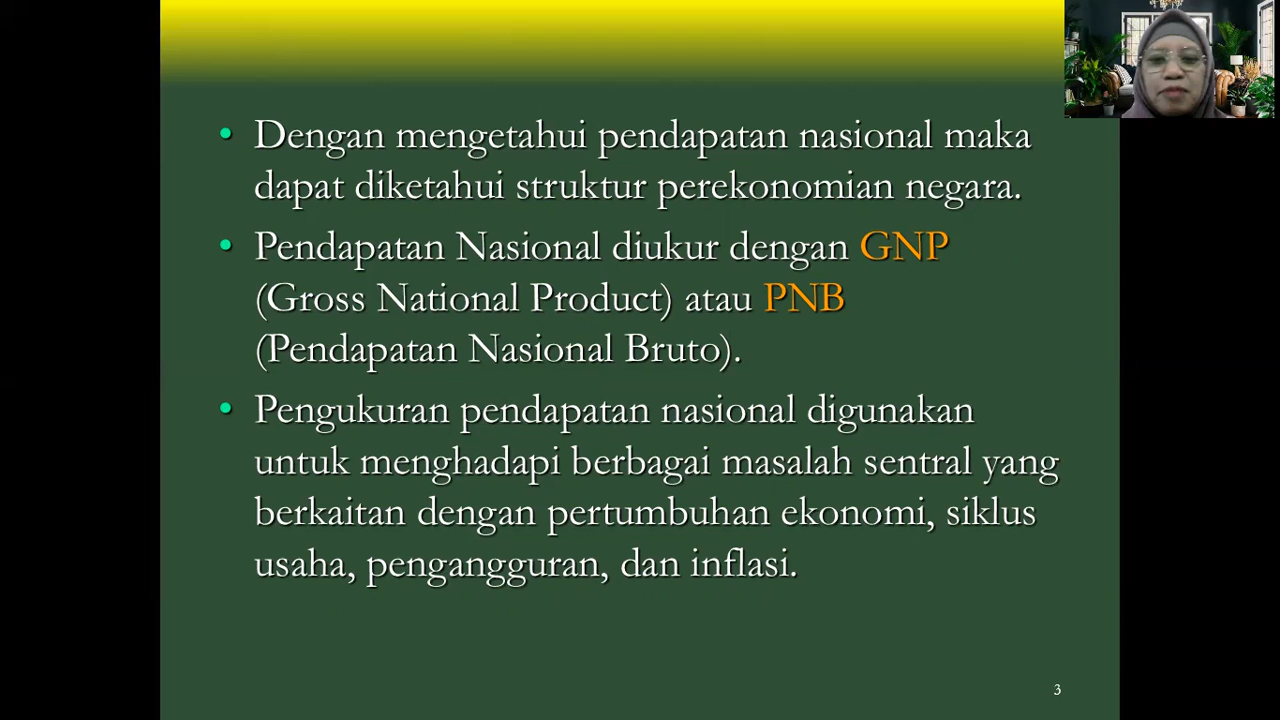 • Dengan mengetahui pendapatan nasional maka
dapat diketahui struktur perekonomian negara.
• Pendapatan Nasional diukur dengan GNP
(Gross National Product) atau PNB
(Pendapatan Nasional Bruto).
• Pengukuran pendapatan nasional digunakan
untuk menghadapi berbagai masalah sentral yang
berkaitan dengan pertumbuhan ekonomi, siklus
usaha, pengangguran, dan inflasi.
3